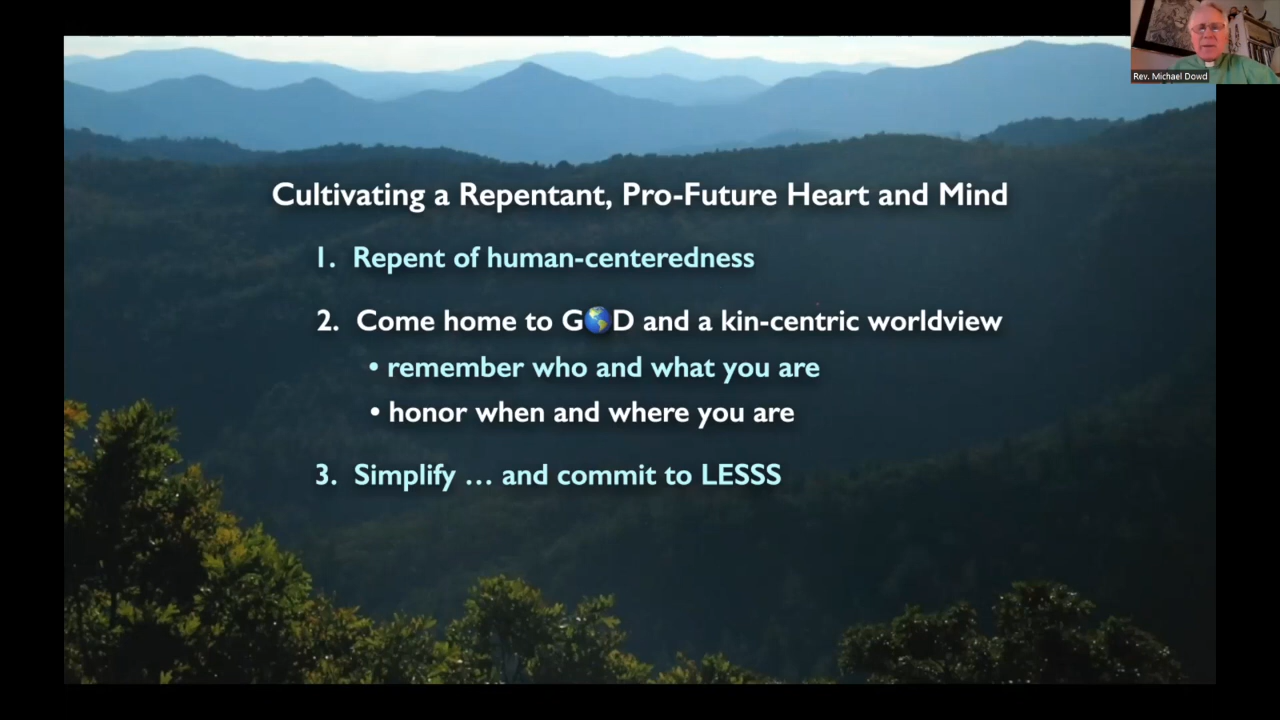 Rev. Michael Dowd
Cultivating a Repentant, Pro-Future Heart and Mind
1. Repent of human-centeredness
2. Come home to G🌎D and a kin-centric worldview
• remember who and what you are
• honor when and where you are
3. Simplify … and commit to LESSS